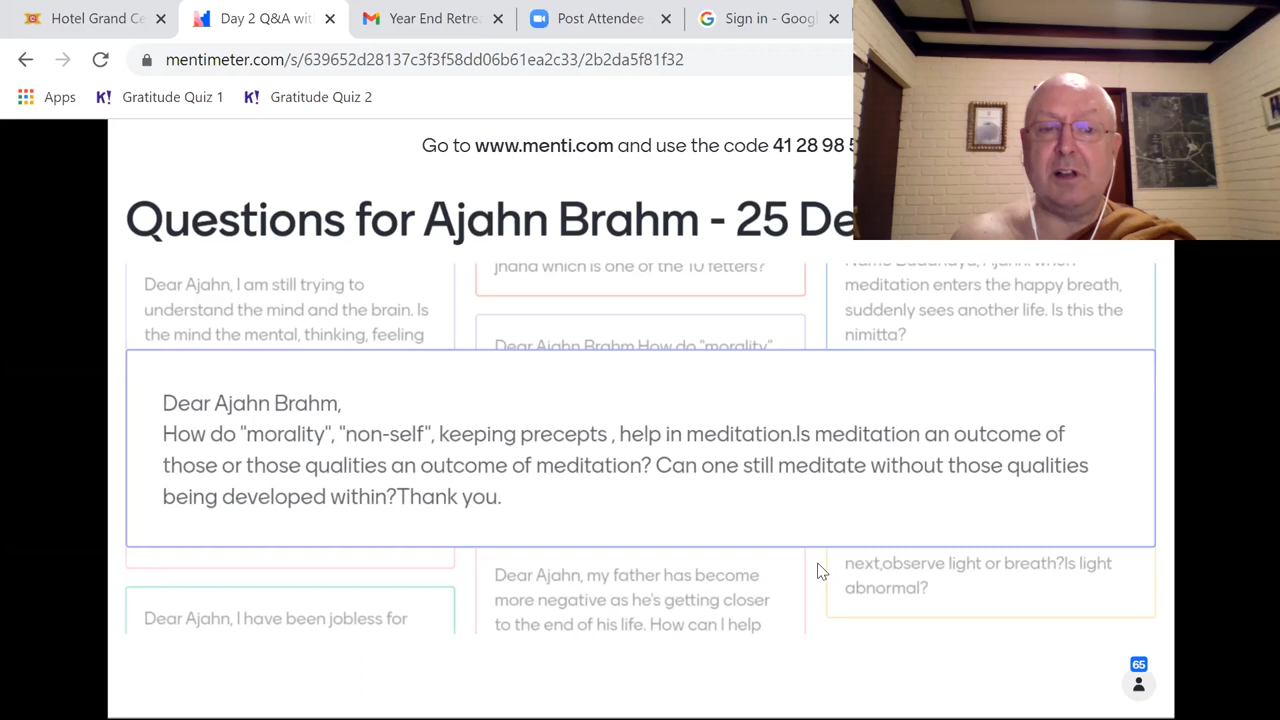 Hotel Grand Ce
Day 2 Q&A wit
Year End Retre
Post Attendee
Sign in - Googl
mentimeter.com/s/639652d28137c3f3f58dd06b61ea2c33/2b2da5f81f32
Apps
Gratitude Quiz 1
Gratitude Quiz 2
Go to www.menti.com and use the code 41 28 98 5
Questions for Ajahn Brahm - 25 De
Dear Ajahn, I am still trying to
understand the mind and the brain. Is
the mind the mental, thinking, feeling
jhana which is one of the 10 fetters?
Dear Ajahn Brahm How do "morality"
meditation enters the happy breath,
suddenly sees another life. Is this the
nimitta?
Dear Ajahn Brahm,
How do "morality", "non-self", keeping precepts , help in meditation.Is meditation an outcome of
those or those qualities an outcome of meditation? Can one still meditate without those qualities
being developed within?Thank you.
Dear Ajahn, I have been jobless for
Dear Ajahn, my father has become
more negative as he's getting closer
to the end of his life. How can I help
next,observe light or breath?Is light
abnormal?
65